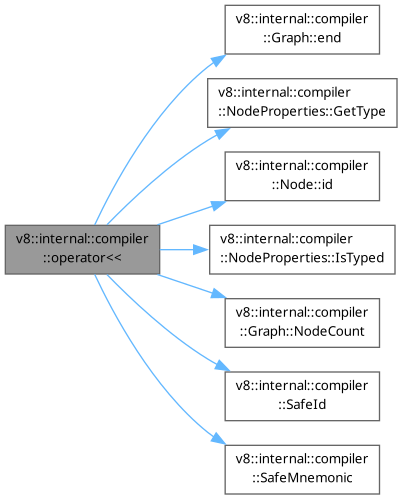 v8::internal::compiler
::Graph::end
v8::internal::compiler
::NodeProperties::GetType
v8::internal::compiler
::Node::id
v8::internal::compiler
::operator<<
v8::internal::compiler
::NodeProperties::IsTyped
v8::internal::compiler
::Graph::NodeCount
v8::internal::compiler
::SafeId
v8::internal::compiler
::SafeMnemonic